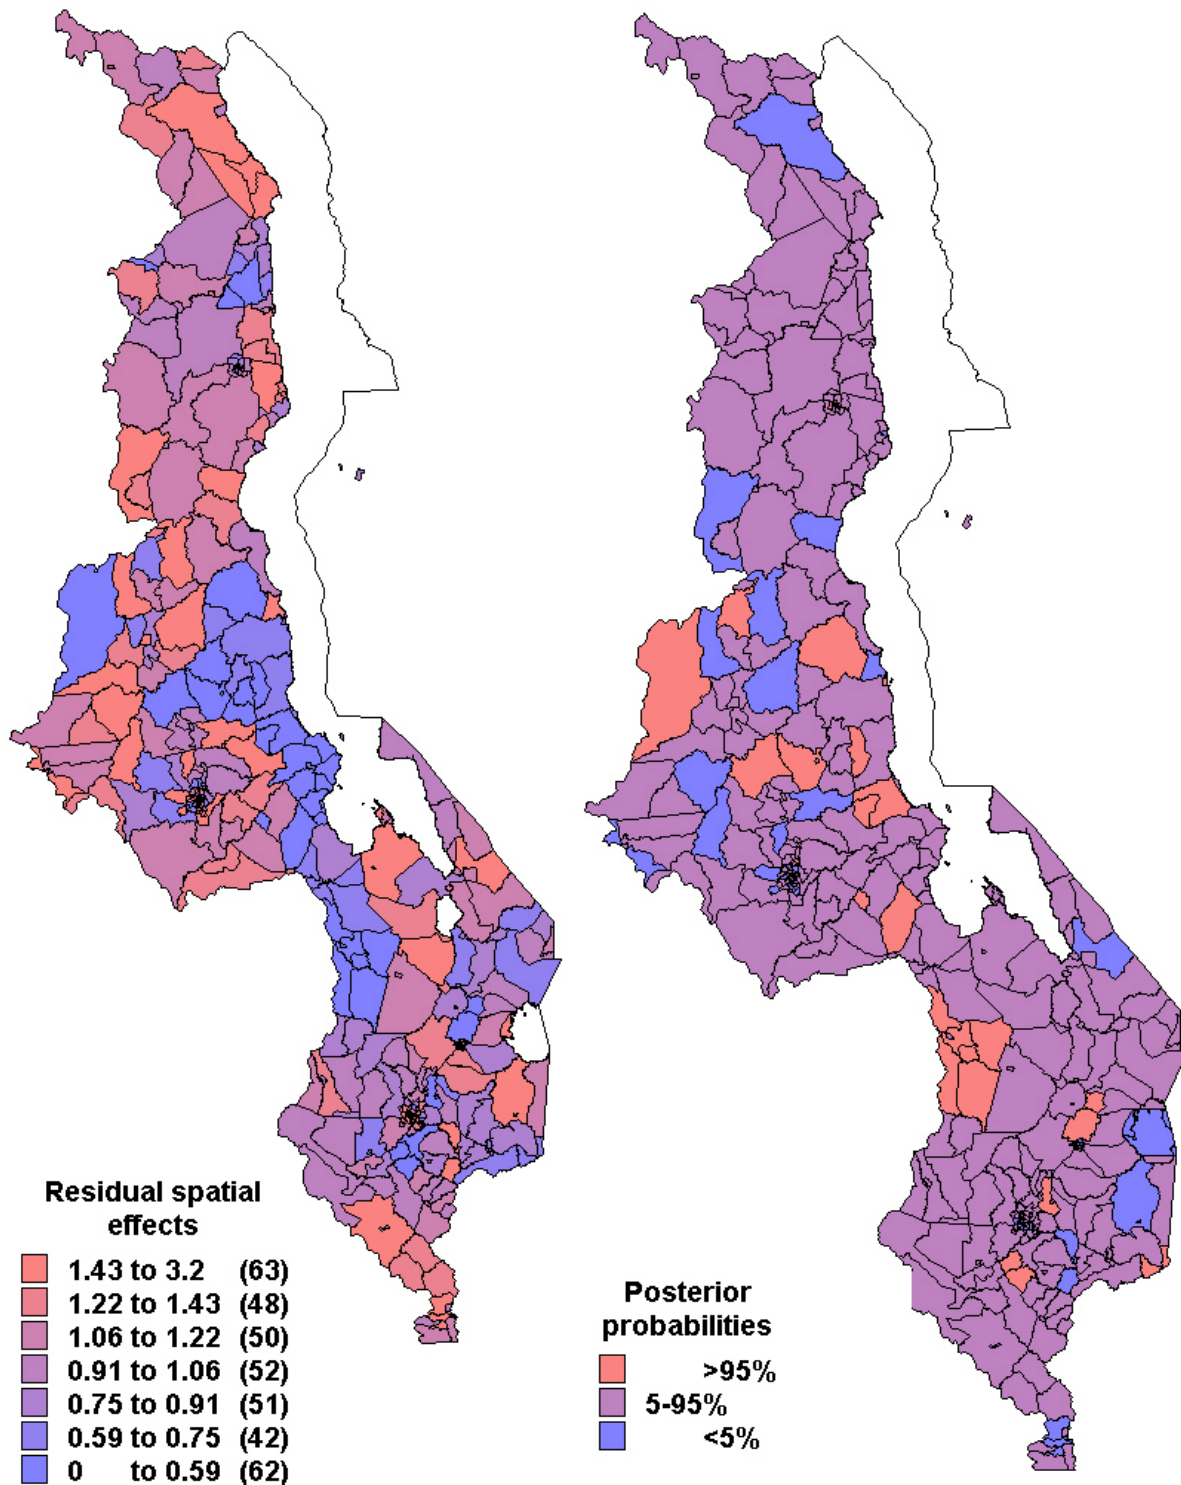 Residual spatial
effects
1.43 to 3.2 (63)
1.22 to 1.43 (48)
1.06 to 1.22 (50)
0.91 to 1.06 (52)
0.75 to 0.91 (51)
0.59 to 0.75 (42)
0 to 0.59 (62)
Posterior
probabilities
>95%
5-95%
<5%